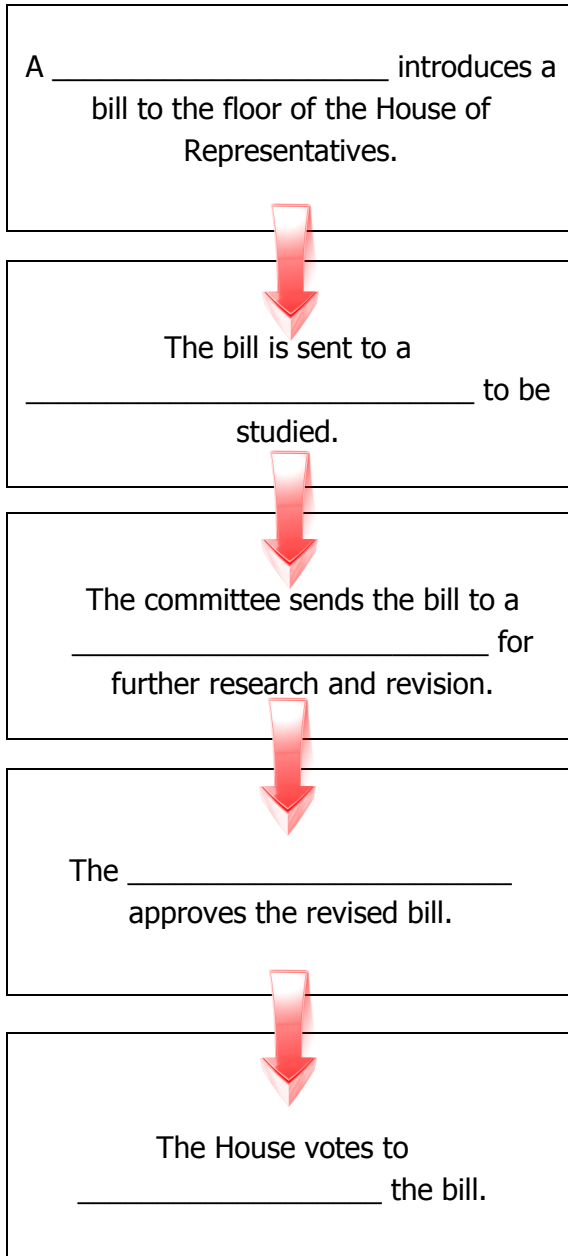 A ______________________ introduces a
bill to the floor of the House of
Representatives.
The bill is sent to a
_____________________________ to be
studied.
The committee sends the bill to a
___________________________ for
further research and revision.
The _________________________
approves the revised bill.
The House votes to
____________________ the bill.